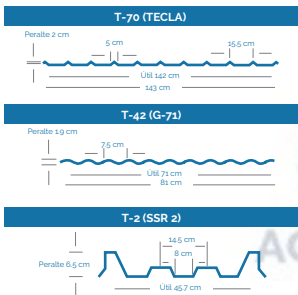 T-70 (TECLA)
Peralte 2 cm
5 cm
15.5 cm
Útil 142 cm
143 cm
T-42 (G-71)
Peralte 1.9 cm
7.5 cm
Útil 71 cm
81 cm
T-2 (SSR 2)
14.5 cm
8 cm
Peralte 6.5 cm
Útil 45.7 cm